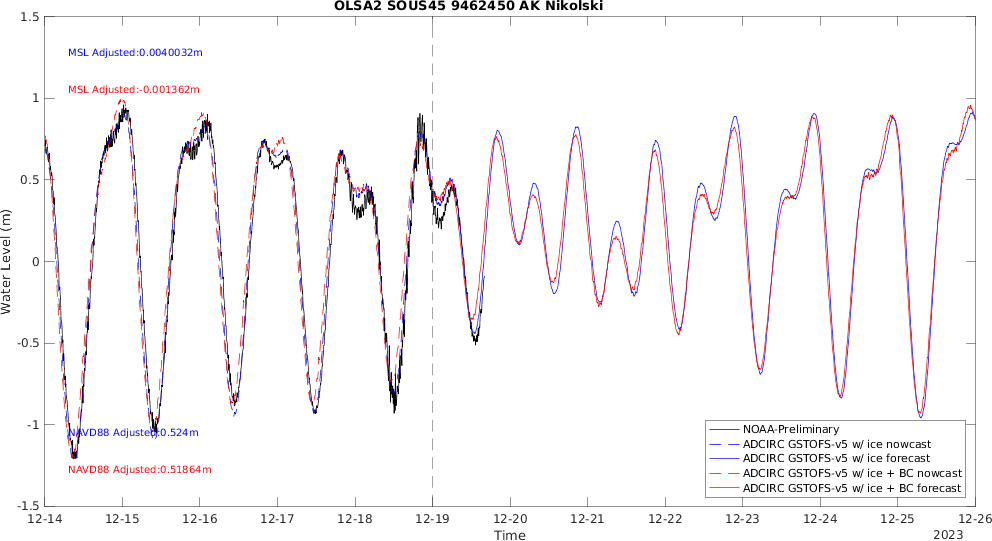 OLSA2 SOUS45 9462450 AK Nikolski
1.5
1
0.5
0
-0.5
-1
-1.5
Water Level (m)
MSL Adjusted:0.0040032m
MSL Adjusted:-0.001362m
NAVD88 Adjusted:0.524m
NAVD88 Adjusted:0.51864m
NOAA-Preliminary
ADCIRC GSTOFS-v5 w/ ice nowcast
ADCIRC GSTOFS-v5 w/ ice forecast
ADCIRC GSTOFS-v5 w/ ice + BC nowcast
ADCIRC GSTOFS-v5 w/ ice + BC forecast
12-14 12-15 12-16 12-17 12-18 12-19 12-20 12-21 12-22 12-23 12-24 12-25 12-26
Time
2023